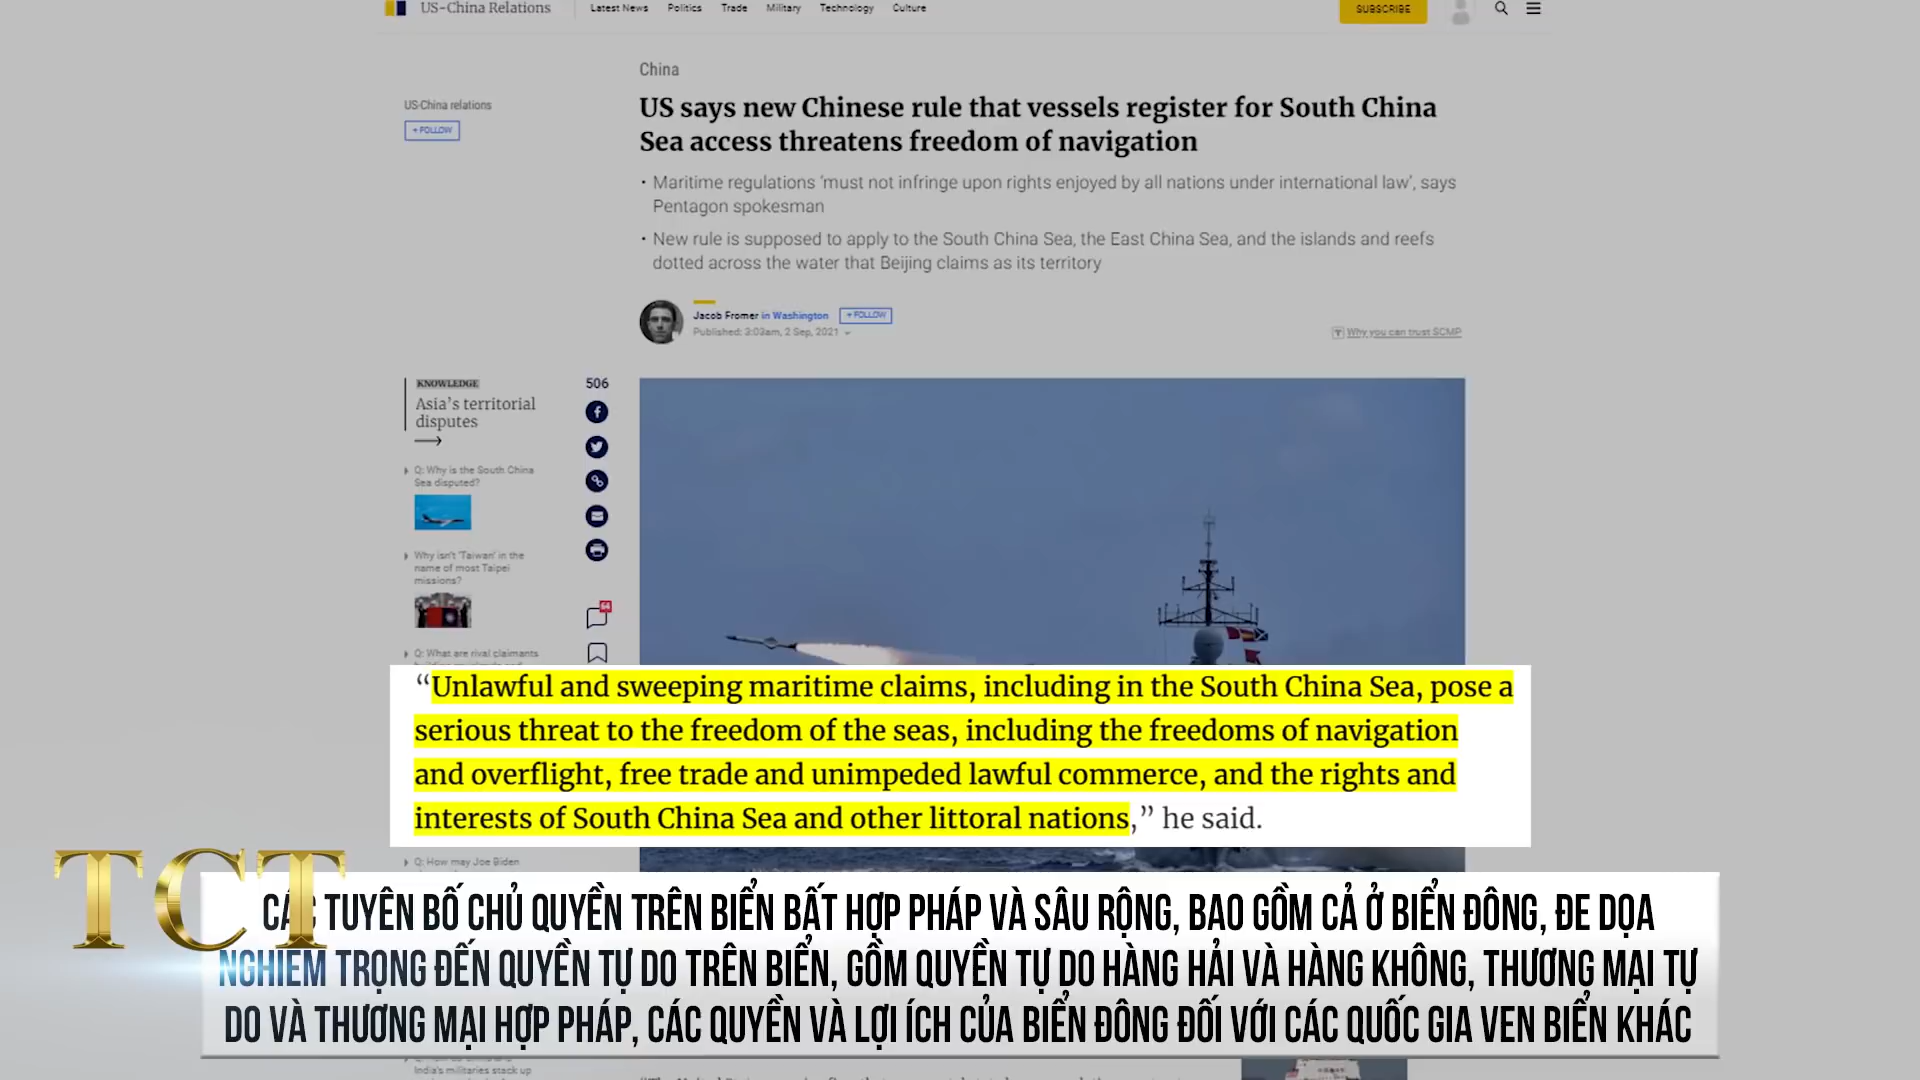 US-China Relations
Latest News Politics Trade Military Technology Culture
SUBSCRIBE
China
US-China relations
+ FOLLOW
US says new Chinese rule that vessels register for South China
Sea access threatens freedom of navigation
• Maritime regulations ‘must not infringe upon rights enjoyed by all nations under international law’, says
Pentagon spokesman
• New rule is supposed to apply to the South China Sea, the East China Sea, and the islands and reefs
dotted across the water that Beijing claims as its territory
Jacob Fromer in Washington + FOLLOW
Published: 3:03am, 2 Sep, 2021
Why you can trust SCMP
KNOWLEDGE
Asia’s territorial
disputes
506
Q: Why is the South China
Sea disputed?
Why isn’t ‘Taiwan’ in the
name of most Taipei
missions?
64
Q: What are rival claimants
“Unlawful and sweeping maritime claims, including in the South China Sea, pose a
serious threat to the freedom of the seas, including the freedoms of navigation
and overflight, free trade and unimpeded lawful commerce, and the rights and
interests of South China Sea and other littoral nations,” he said.
Q: How may Joe Biden
TCT
CÁC TUYÊN BỐ CHỦ QUYỀN TRÊN BIỂN BẤT HỢP PHÁP VÀ SÂU RỘNG, BAO GỒM CẢ Ở BIỂN ĐÔNG, ĐE DỌA
NGHIÊM TRỌNG ĐẾN QUYỀN TỰ DO TRÊN BIỂN, GỒM QUYỀN TỰ DO HÀNG HẢI VÀ HÀNG KHÔNG, THƯƠNG MẠI TỰ
DO VÀ THƯƠNG MẠI HỢP PHÁP, CÁC QUYỀN VÀ LỢI ÍCH CỦA BIỂN ĐÔNG ĐỐI VỚI CÁC QUỐC GIA VEN BIỂN KHÁC
India’s militaries stack up